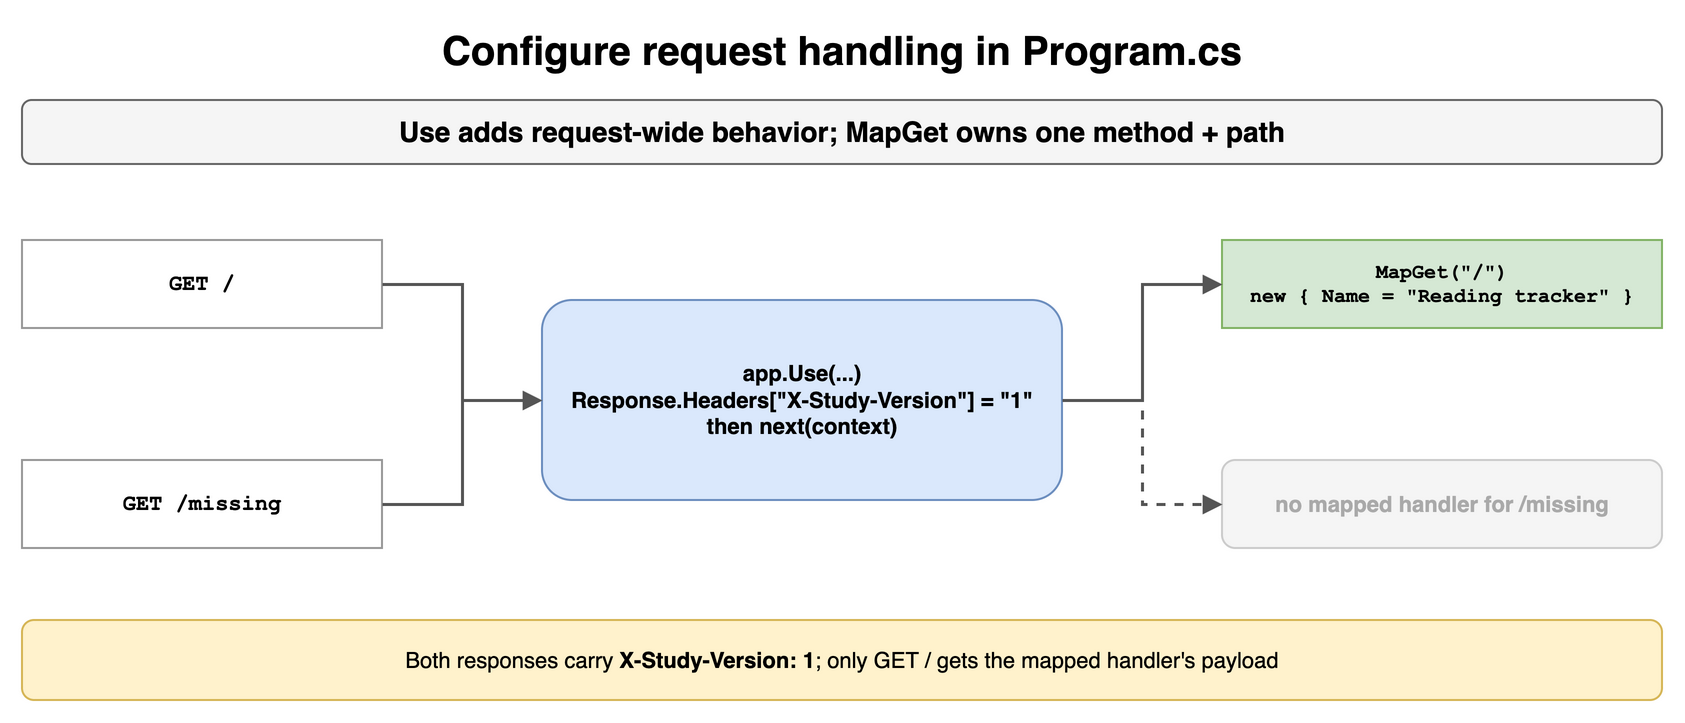 Configure request handling in Program.cs
Use adds request-wide behavior; MapGet owns one method + path
GET /
MapGet("/")
new { Name = "Reading tracker" }
app.Use(...)
Response.Headers["X-Study-Version"] = "1"
then next(context)
GET /missing
no mapped handler for /missing
Both responses carry X-Study-Version: 1; only GET / gets the mapped handler's payload